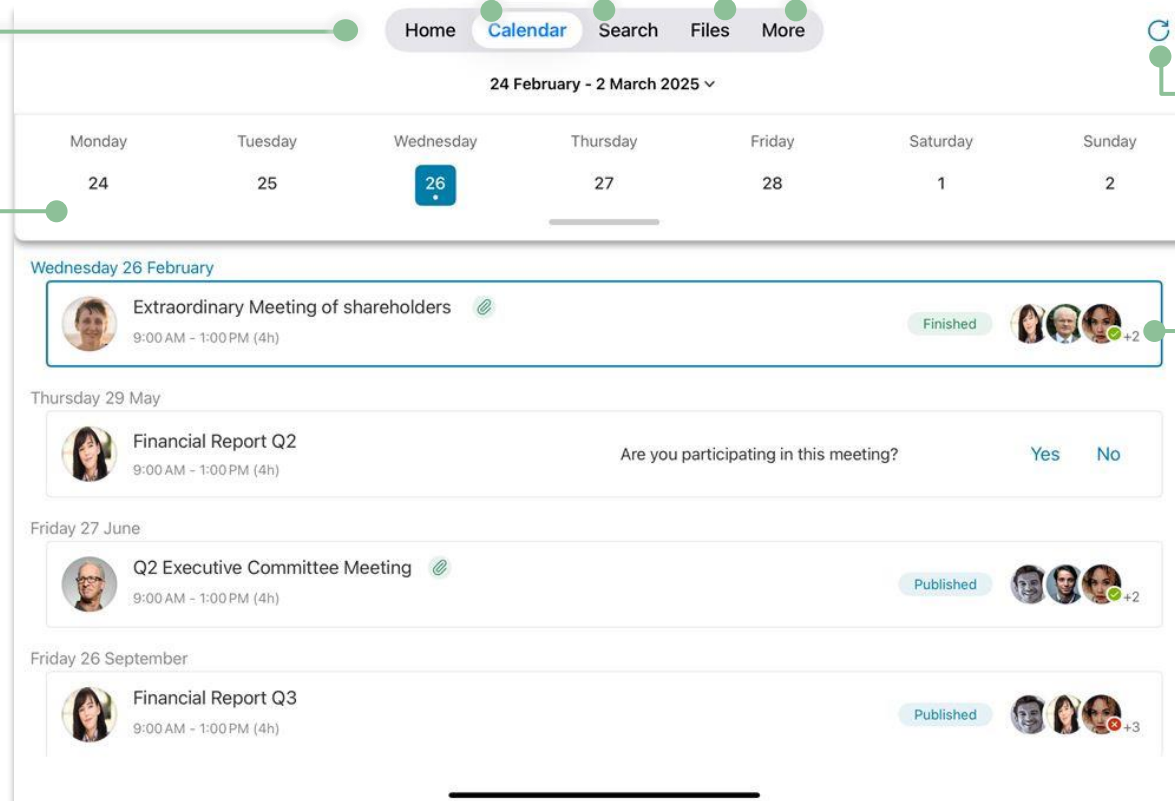 Home Calendar Search Files More
24 February - 2 March 2025
Monday Tuesday Wednesday Thursday Friday Saturday Sunday
24 25 26 27 28 1 2
Wednesday 26 February
Extraordinary Meeting of shareholders
9:00 AM - 1:00 PM (4h)
Finished
+2
Thursday 29 May
Financial Report Q2
9:00 AM - 1:00 PM (4h)
Are you participating in this meeting? Yes No
Friday 27 June
Q2 Executive Committee Meeting
9:00 AM - 1:00 PM (4h)
Published
+2
Friday 26 September
Financial Report Q3
9:00 AM - 1:00 PM (4h)
Published
+3